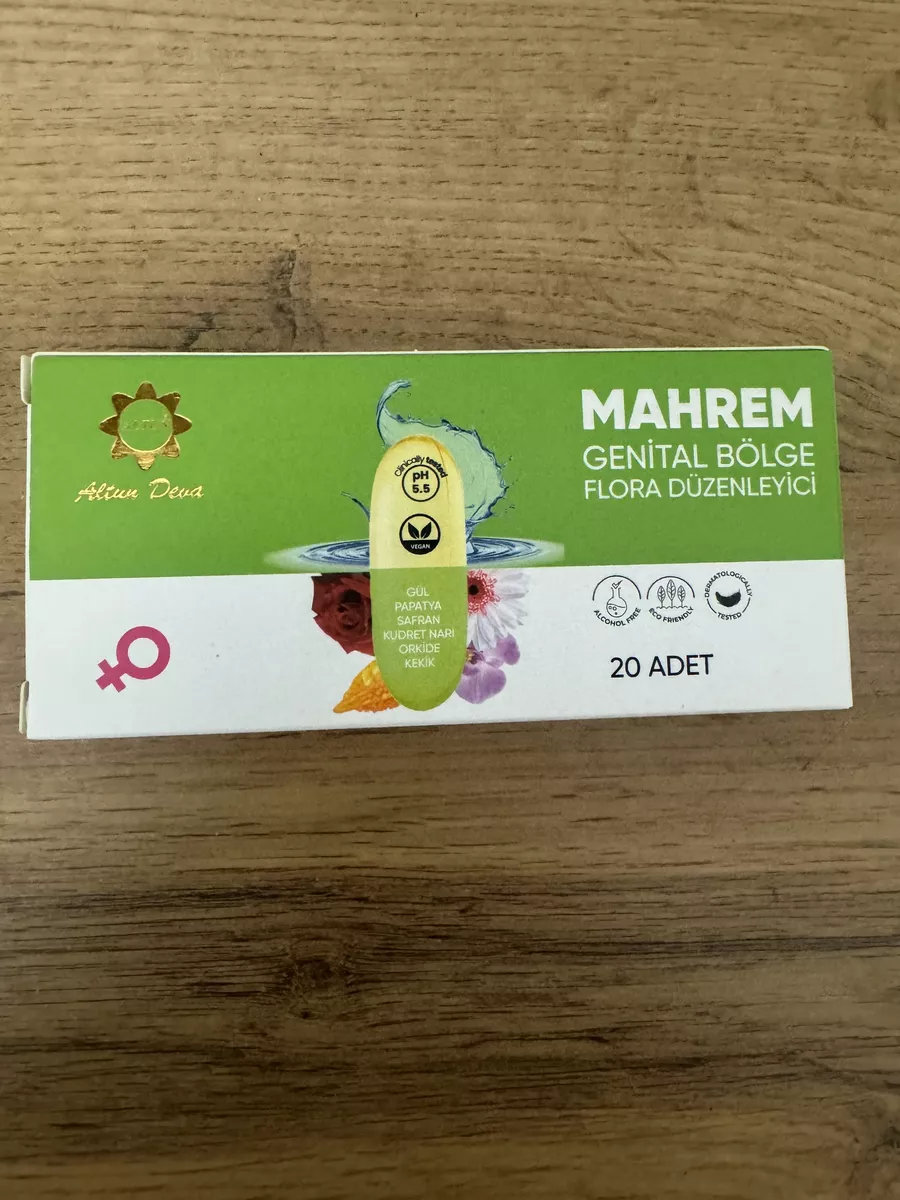 MAHREM
GENİTAL BÖLGE
FLORA DÜZENLEYİCİ
ALTUN
Altun Deva
Clinically tested
pH
5.5
VEGAN
GÜL
PAPATYA
SAFRAN
KUDRET NARI
ORKİDE
KEKİK
ALCOHOL FREE
ECO FRIENDLY
DERMATOLOGICALLY TESTED
20 ADET